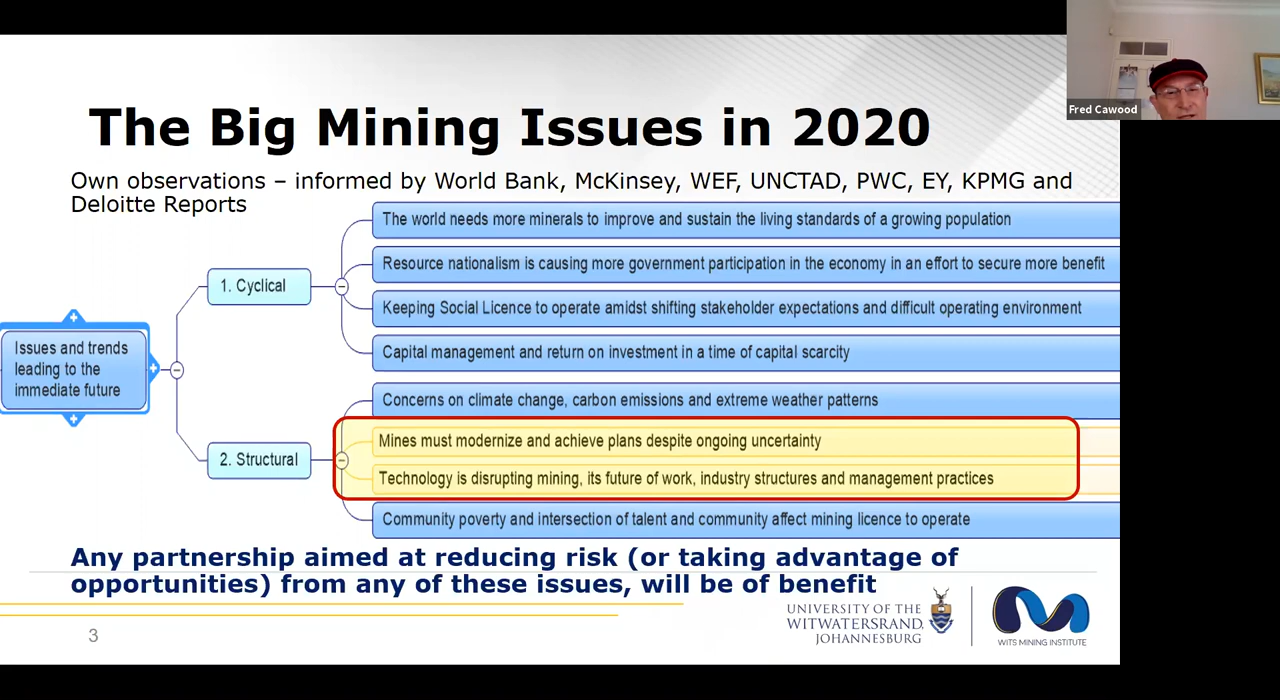 The Big Mining Issues in 2020
Fred Cawood
Own observations – informed by World Bank, McKinsey, WEF, UNCTAD, PWC, EY, KPMG and
Deloitte Reports
Issues and trends
leading to the
immediate future
1. Cyclical
The world needs more minerals to improve and sustain the living standards of a growing population
Resource nationalism is causing more government participation in the economy in an effort to secure more benefit
Keeping Social Licence to operate amidst shifting stakeholder expectations and difficult operating environment
Capital management and return on investment in a time of capital scarcity
2. Structural
Concerns on climate change, carbon emissions and extreme weather patterns
Mines must modernize and achieve plans despite ongoing uncertainty
Technology is disrupting mining, its future of work, industry structures and management practices
Community poverty and intersection of talent and community affect mining licence to operate
Any partnership aimed at reducing risk (or taking advantage of
opportunities) from any of these issues, will be of benefit
3
UNIVERSITY OF THE
WITWATERSRAND,
JOHANNESBURG
WITS MINING INSTITUTE